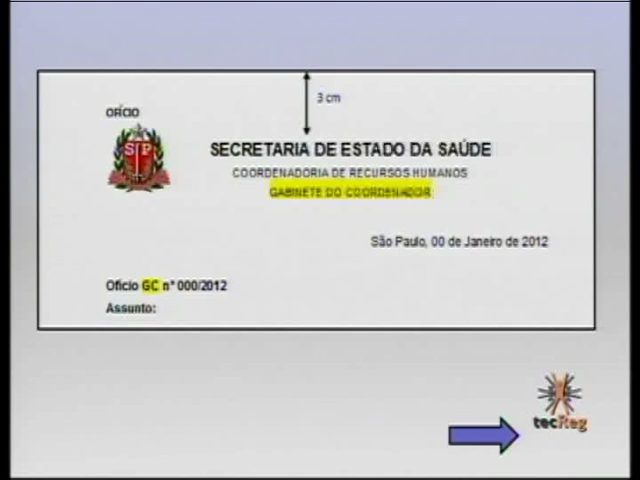 3 cm
OFÍCIO
SP
SECRETARIA DE ESTADO DA SAÚDE
COORDENADORIA DE RECURSOS HUMANOS
GABINETE DO COORDENADOR
São Paulo, 00 de Janeiro de 2012
Ofício GC nº 000/2012
Assunto:
tecReg